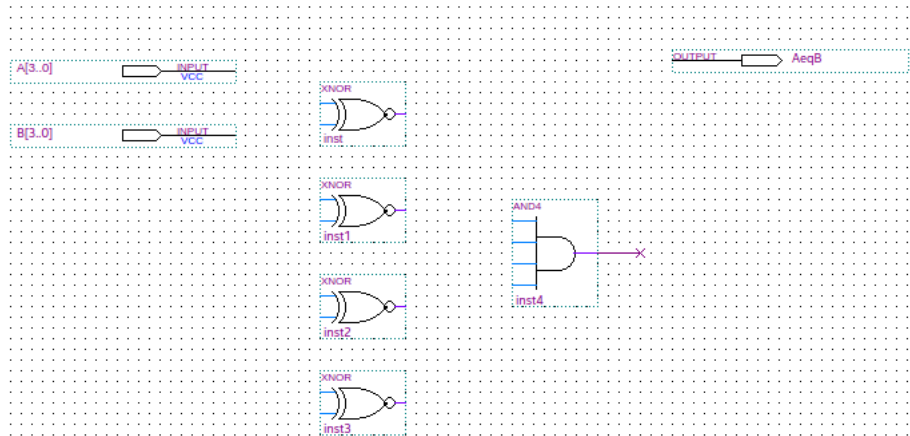 A[3..0]
INPUT
VCC
B[3..0]
INPUT
VCC
XNOR
inst
XNOR
inst1
XNOR
inst2
XNOR
inst3
AND4
inst4
OUTPUT
AeqB